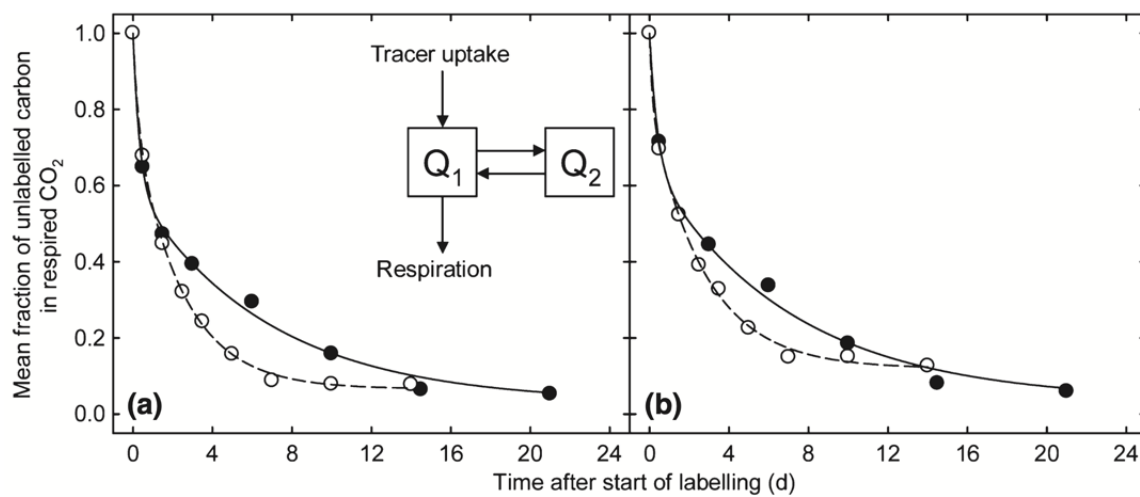 Mean fraction of unlabelled carbon
in respired CO₂
1.0
0.8
0.6
0.4
0.2
0.0
Tracer uptake
Q₁
Q₂
Respiration
(a)
(b)
0 4 8 12 16 20 24
0 4 8 12 16 20 24
Time after start of labelling (d)